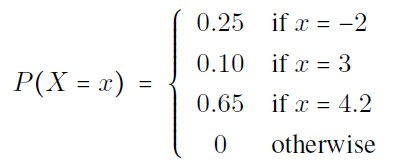 0.25 if x = −2
0.10 if x = 3
P(X = x) =
0.65 if x = 4.2
0 otherwise